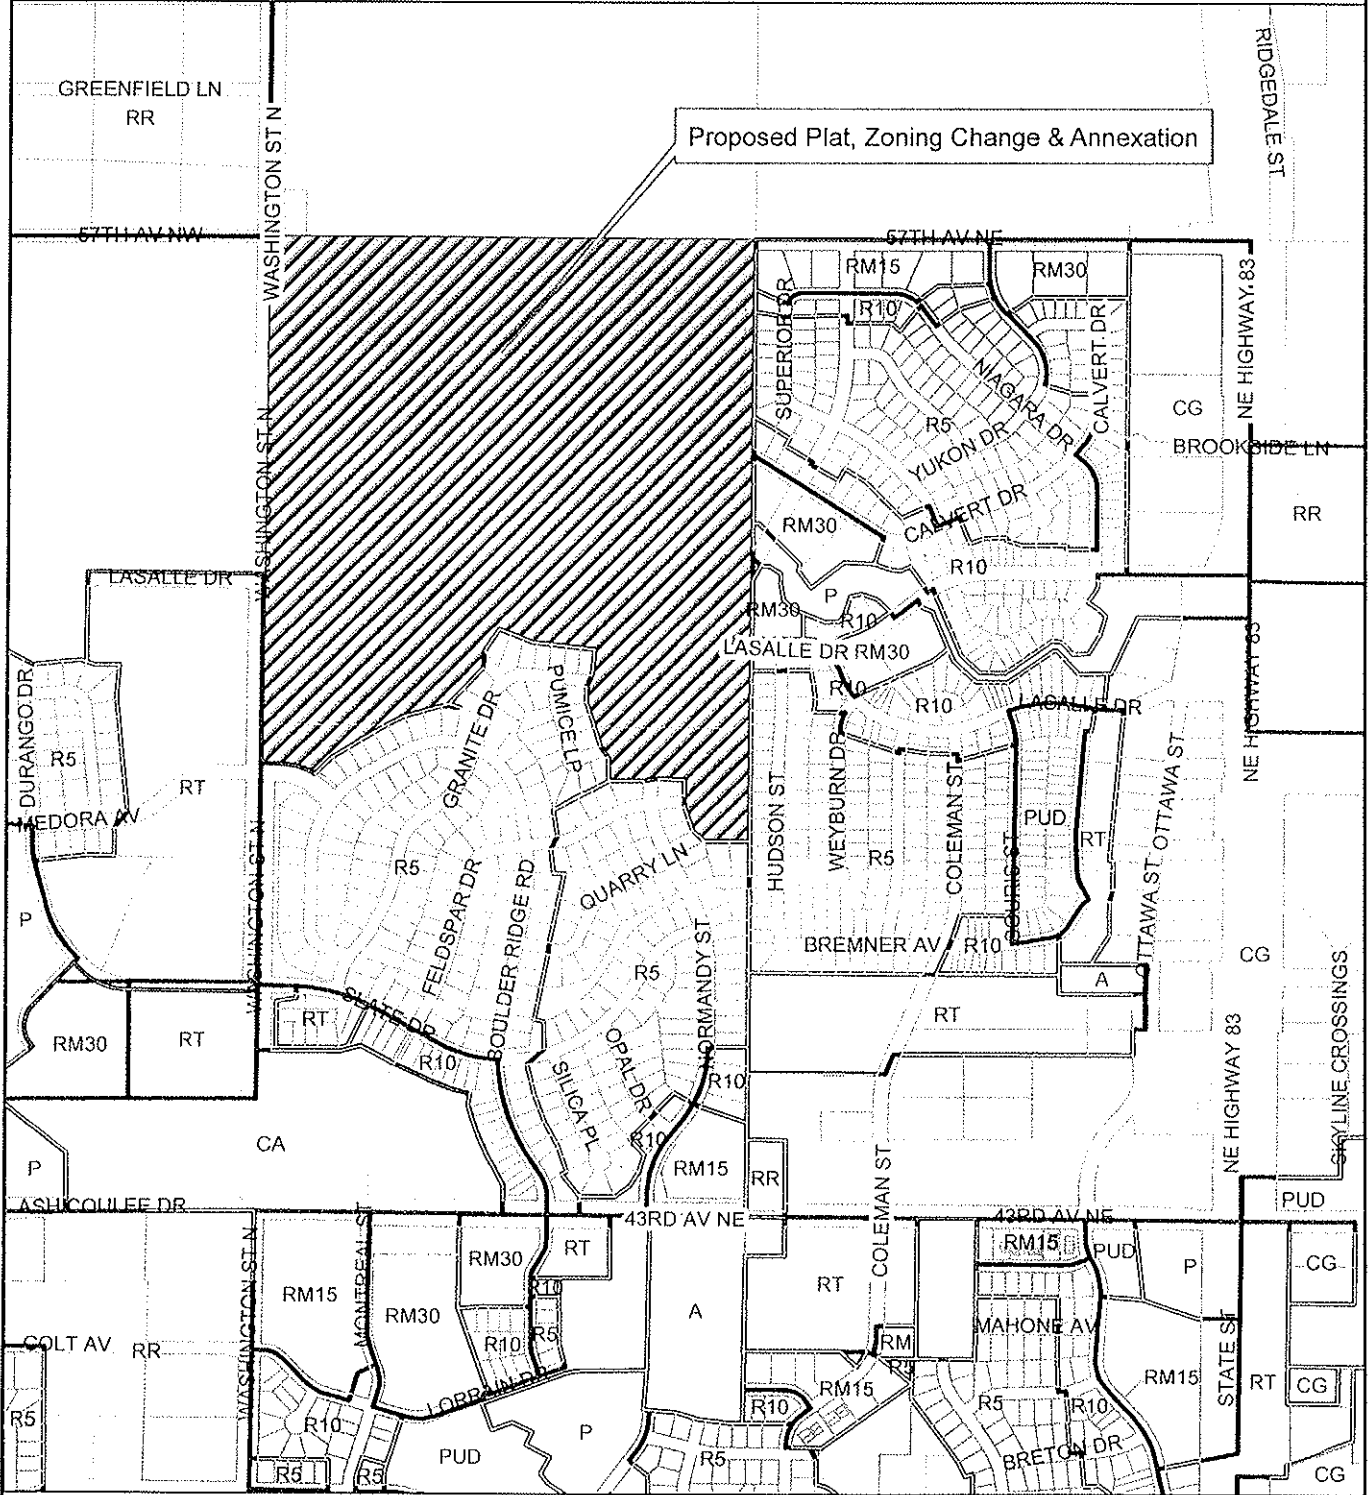 GREENFIELD LN
RR
WASHINGTON ST N
RIDGEDALE ST
Proposed Plat, Zoning Change & Annexation
57TH AV NW
57TH AV NE
RM15
RM30
SUPERIOR DR
R10
CALVERT DR
NE HIGHWAY 83
NIAGARA DR
CG
R5
YUKON DR
BROOKSIDE LN
WASHINGTON ST N
RM30
CALVERT DR
RR
R10
LASALLE DR
P
RM30
R10
LASALLE DR RM30
NE HIGHWAY 83
DURANGO DR
PUMICE LP
R10
R10
LASALLE DR
GRANITE DR
R5
RT
HUDSON ST
WEYBURN DR
COLEMAN ST
OTTAWA ST
MEDORA AV
PUD
RT
R5
QUARRY LN
R5
FELDSPAR DR
BOULDER RIDGE RD
SOURIS ST
OTTAWA ST
P
WASHINGTON ST N
NORMANDY ST
BREMNER AV
R10
CG
R5
A
SLATE DR
RT
RT
SKYLINE CROSSINGS
RM30
RT
R10
OPAL DR
SILICA PL
R10
NE HIGHWAY 83
CA
R10
P
RM15
RR
COLEMAN ST
ASH COULEE DR
PUD
43RD AV NE
43RD AV NE
WASHINGTON ST N
MONTREAL ST
RM30
RT
RM15
PUD
P
CG
RM15
RM30
R10
RT
A
COLT AV
RR
R10
R5
RM
MAHONE AV
STATE ST
R5
LORRAIN DR
RM15
R5
RM15
RT
CG
R5
R10
R10
R10
P
BRETON DR
R5
R5
PUD
R5
CG